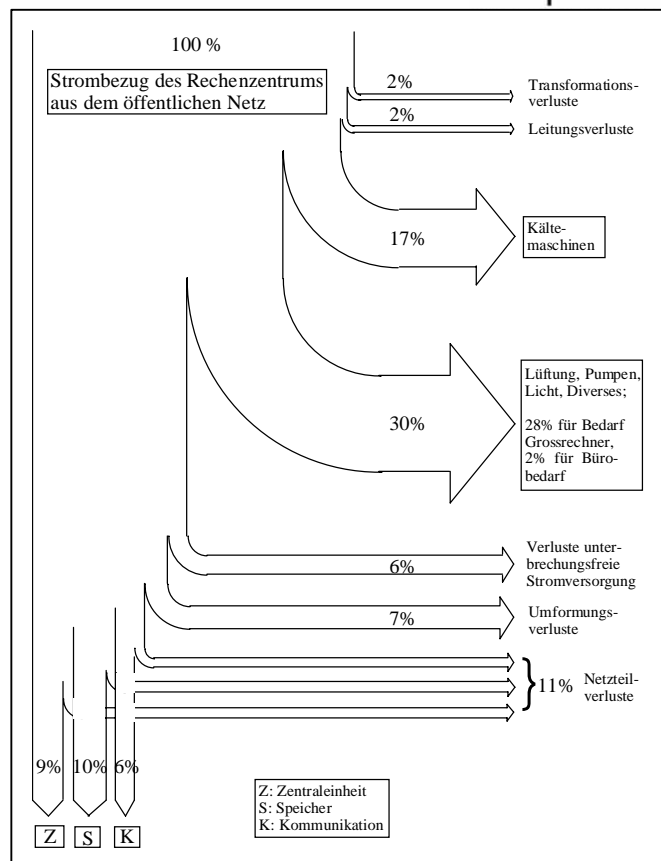 100 %
Strombezug des Rechenzentrums
aus dem öffentlichen Netz
2%
Transformations-
verluste
2%
Leitungsverluste
17%
Kälte-
maschinen
30%
Lüftung, Pumpen,
Licht, Diverses;
28% für Bedarf
Grossrechner,
2% für Büro-
bedarf
6%
Verluste unter-
brechungsfreie
Stromversorgung
7%
Umformungs-
verluste
11%
Netzteil-
verluste
9%
10%
6%
Z: Zentraleinheit
S: Speicher
K: Kommunikation
Z
S
K